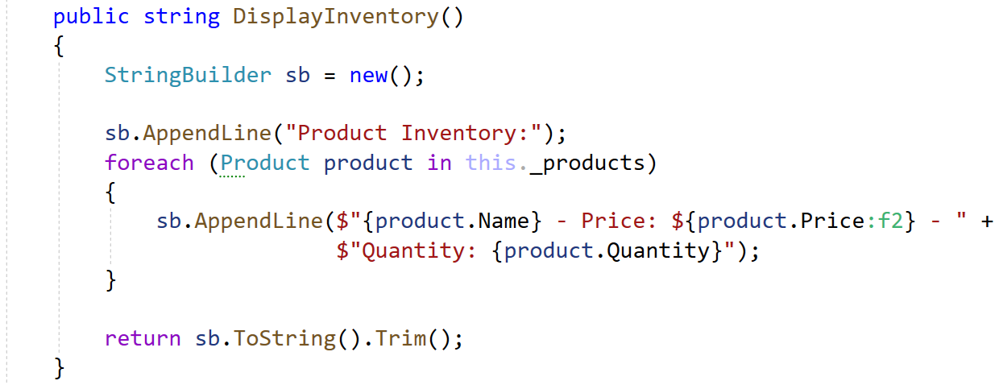 public string DisplayInventory()
{
    StringBuilder sb = new();

    sb.AppendLine("Product Inventory:");
    foreach (Product product in this._products)
    {
        sb.AppendLine($"{product.Name} - Price: ${product.Price:f2} - " +
                      $"Quantity: {product.Quantity}");
    }

    return sb.ToString().Trim();
}